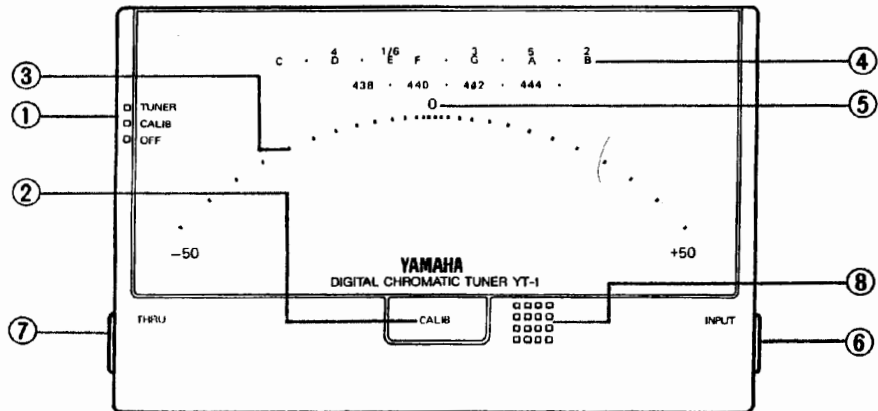 4 1/6 3 5 2
C · D · E F · G · A · B ④
③
438 · 440 · 442 · 444 ·
0 ⑤
① TUNER
CALIB
OFF
②
-50 +50
YAMAHA
DIGITAL CHROMATIC TUNER YT-1
⑧
THRU CALIB INPUT
⑦ ⑥